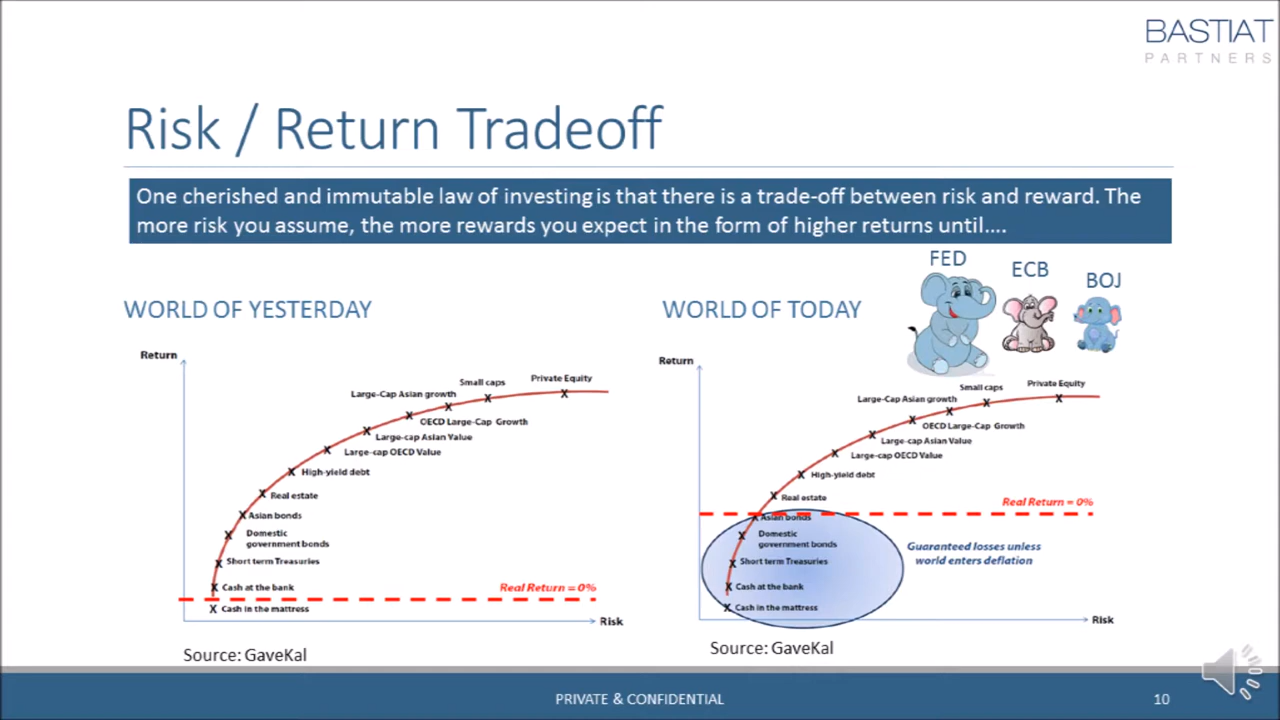 BASTIAT
PARTNERS
Risk / Return Tradeoff
One cherished and immutable law of investing is that there is a trade-off between risk and reward. The
more risk you assume, the more rewards you expect in the form of higher returns until....
FED
ECB
BOJ
WORLD OF YESTERDAY
Return
Private Equity
Small caps
Large-Cap Asian growth
OECD Large-Cap Growth
Large-cap Asian Value
Large-cap OECD Value
High-yield debt
Real estate
Asian bonds
Domestic
government bonds
Short term Treasuries
Cash at the bank
Real Return = 0%
Cash in the mattress
Risk
Source: GaveKal
WORLD OF TODAY
Return
Private Equity
Small caps
Large-Cap Asian growth
OECD Large-Cap Growth
Large-cap Asian Value
Large-cap OECD Value
High-yield debt
Real estate
Real Return = 0%
Asian bonds
Domestic
government bonds
Guaranteed losses unless
world enters deflation
Short term Treasuries
Cash at the bank
Cash in the mattress
Risk
Source: GaveKal
PRIVATE & CONFIDENTIAL
10